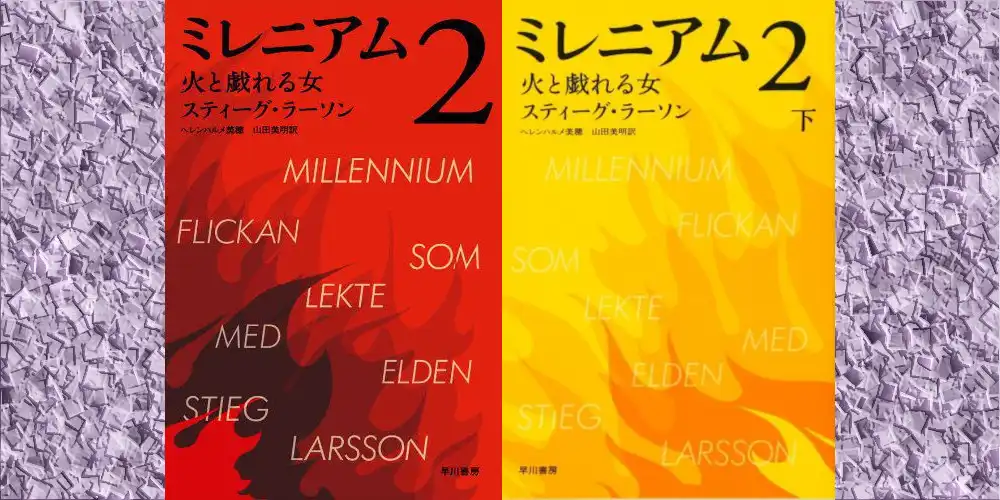 ミレニアム2
火と戯れる女
スティーグ・ラーソン
ヘレンハルメ美穂 山田美明訳
MILLENNIUM
FLICKAN
SOM
LEKTE
MED
ELDEN
STIEG
LARSSON
早川書房
ミレニアム2
下
火と戯れる女
スティーグ・ラーソン
ヘレンハルメ美穂 山田美明訳
MILLENNIUM
FLICKAN
SOM
LEKTE
MED
ELDEN
STIEG
LARSSON
早川書房